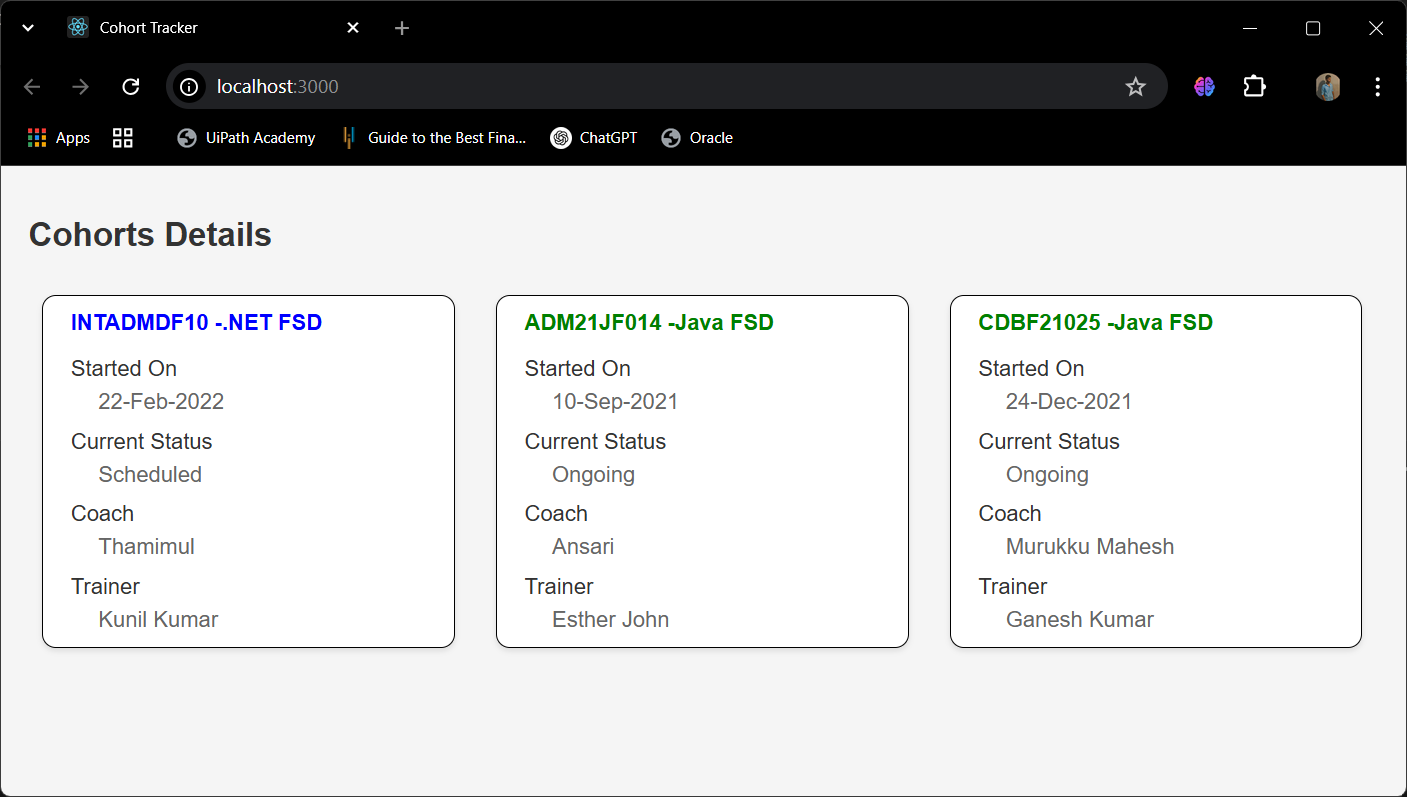 Cohort Tracker
localhost:3000
Apps
UiPath Academy
Guide to the Best Fina...
ChatGPT
Oracle
Cohorts Details
INTADMDF10 -.NET FSD
Started On
22-Feb-2022
Current Status
Scheduled
Coach
Thamimul
Trainer
Kunil Kumar
ADM21JF014 -Java FSD
Started On
10-Sep-2021
Current Status
Ongoing
Coach
Ansari
Trainer
Esther John
CDBF21025 -Java FSD
Started On
24-Dec-2021
Current Status
Ongoing
Coach
Murukku Mahesh
Trainer
Ganesh Kumar